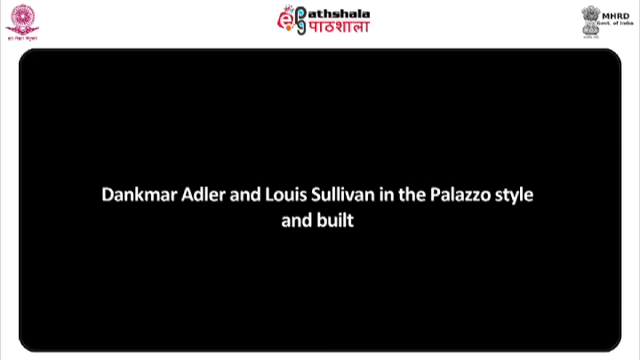 Pathshala
पाठशाला
MHRD
Govt. of India
Dankmar Adler and Louis Sullivan in the Palazzo style
and built